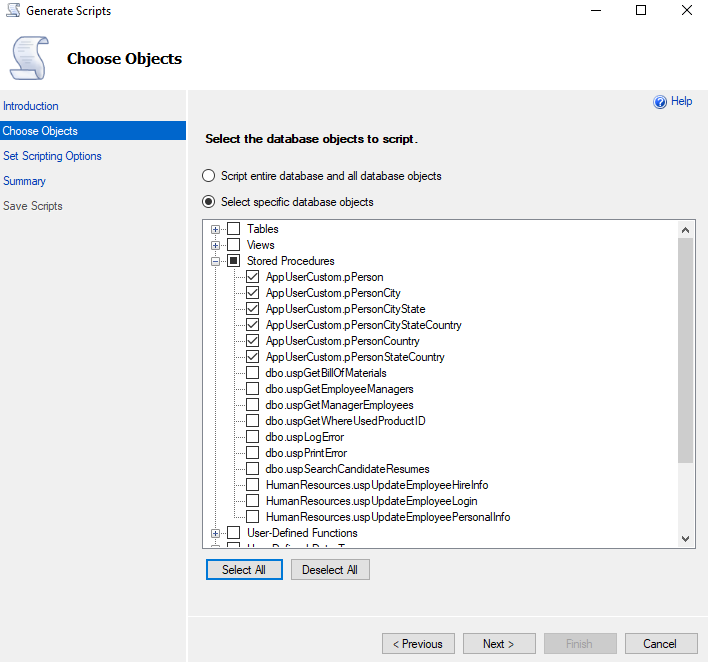 Generate Scripts
Choose Objects
Introduction
Choose Objects
Set Scripting Options
Summary
Save Scripts
Help
Select the database objects to script.
Script entire database and all database objects
Select specific database objects
Tables
Views
Stored Procedures
AppUserCustom.pPerson
AppUserCustom.pPersonCity
AppUserCustom.pPersonCityState
AppUserCustom.pPersonCityStateCountry
AppUserCustom.pPersonCountry
AppUserCustom.pPersonStateCountry
dbo.uspGetBillOfMaterials
dbo.uspGetEmployeeManagers
dbo.uspGetManagerEmployees
dbo.uspGetWhereUsedProductID
dbo.uspLogError
dbo.uspPrintError
dbo.uspSearchCandidateResumes
HumanResources.uspUpdateEmployeeHireInfo
HumanResources.uspUpdateEmployeeLogin
HumanResources.uspUpdateEmployeePersonalInfo
User-Defined Functions
Select All
Deselect All
< Previous
Next >
Finish
Cancel